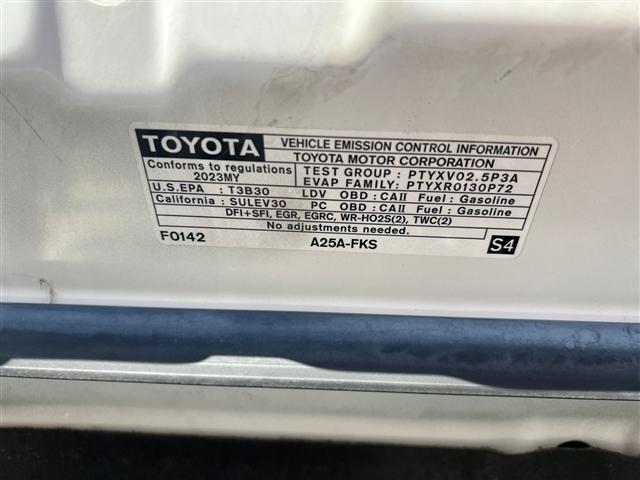 TOYOTA VEHICLE EMISSION CONTROL INFORMATION
TOYOTA MOTOR CORPORATION
Conforms to regulations
2023MY
TEST GROUP : PTYXV02.5P3A
EVAP FAMILY: PTYXR0130P72
U.S.EPA : T3B30 LDV OBD : CAII Fuel : Gasoline
California : SULEV30 PC OBD : CAII Fuel : Gasoline
DFI+SFI, EGR, EGRC, WR-HO2S(2), TWC(2)
No adjustments needed.
F0142 A25A-FKS S4